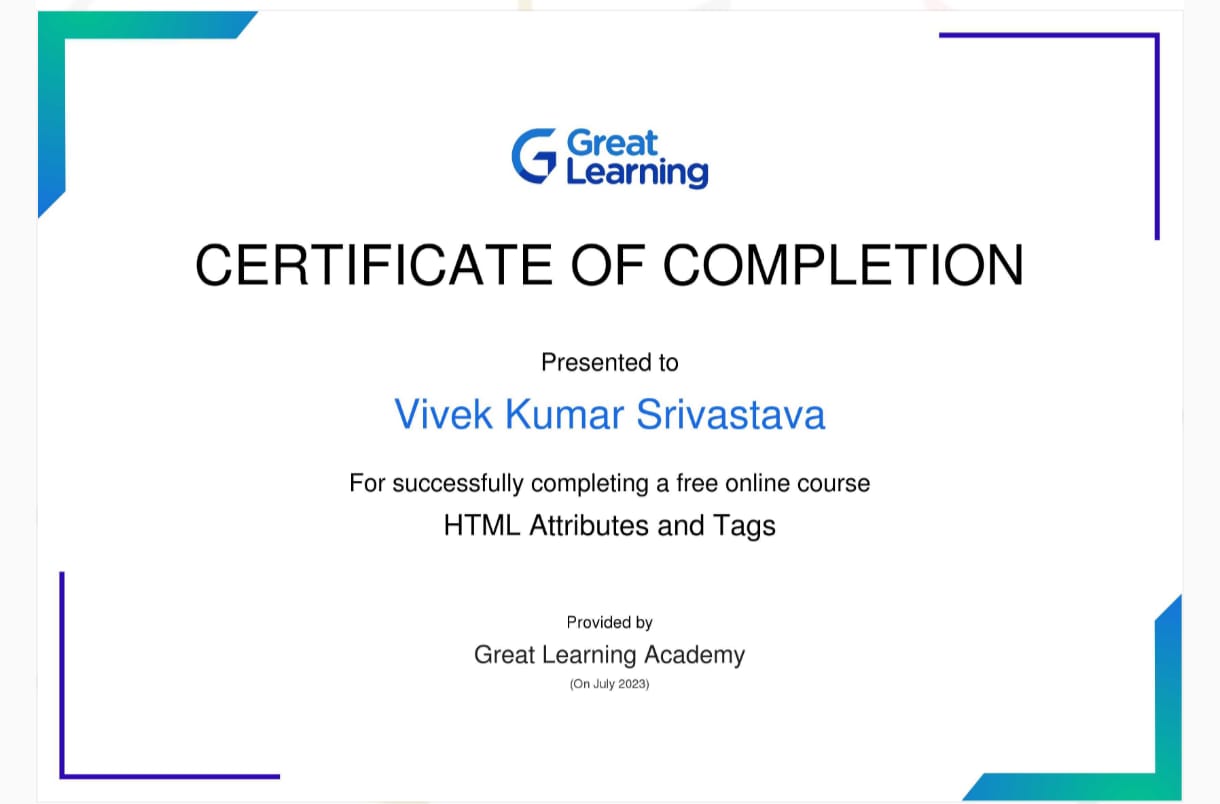 Great
Learning
CERTIFICATE OF COMPLETION
Presented to
Vivek Kumar Srivastava
For successfully completing a free online course
HTML Attributes and Tags
Provided by
Great Learning Academy
(On July 2023)